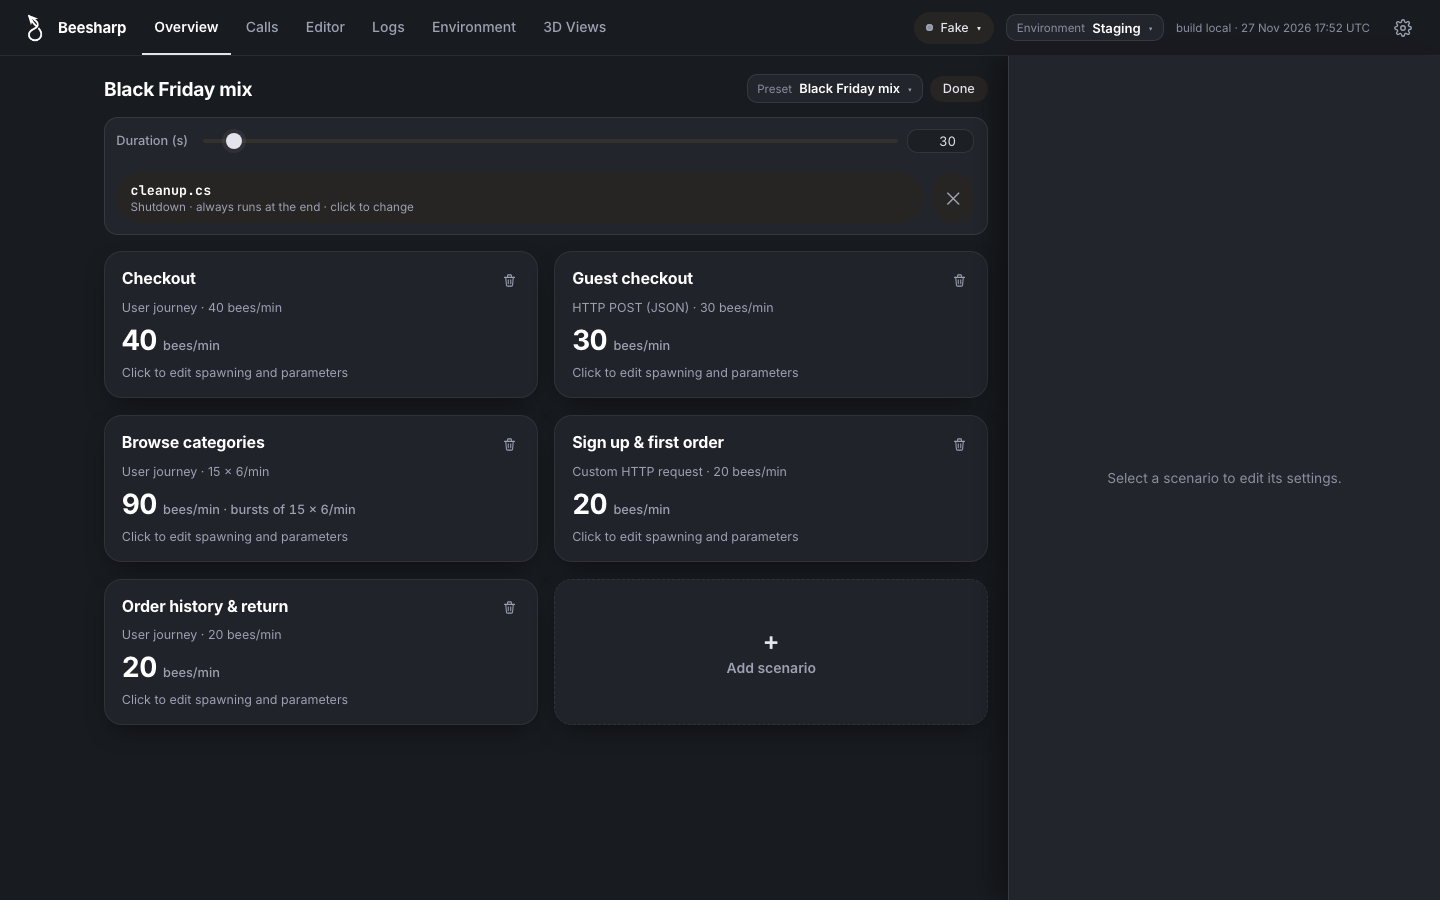 Beesharp
Overview
Calls
Editor
Logs
Environment
3D Views
Fake
Environment Staging
build local · 27 Nov 2026 17:52 UTC
Black Friday mix
Preset Black Friday mix
Done
Duration (s)
30
cleanup.cs
Shutdown · always runs at the end · click to change
Checkout
User journey · 40 bees/min
40 bees/min
Click to edit spawning and parameters
Guest checkout
HTTP POST (JSON) · 30 bees/min
30 bees/min
Click to edit spawning and parameters
Browse categories
User journey · 15 × 6/min
90 bees/min · bursts of 15 × 6/min
Click to edit spawning and parameters
Sign up & first order
Custom HTTP request · 20 bees/min
20 bees/min
Click to edit spawning and parameters
Order history & return
User journey · 20 bees/min
20 bees/min
Click to edit spawning and parameters
+
Add scenario
Select a scenario to edit its settings.